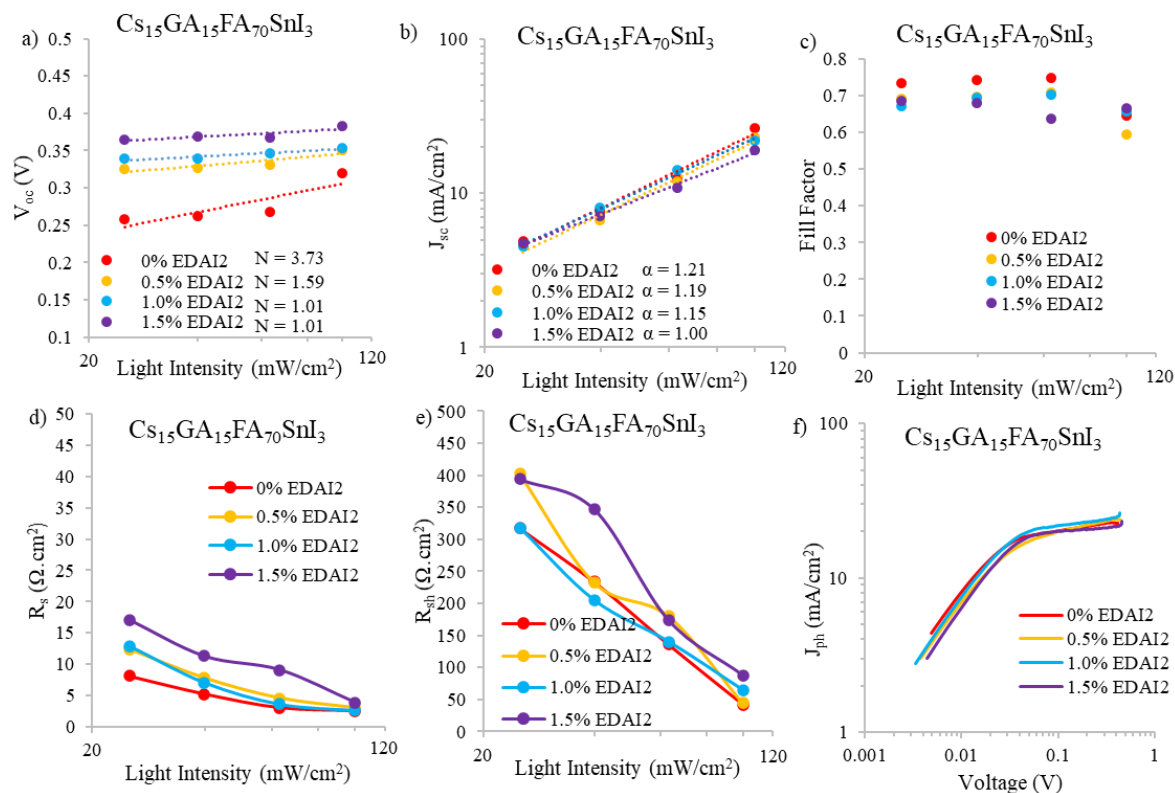 a)
Cs₁₅GA₁₅FA₇₀SnI₃
0.5
0.45
0.4
0.35
0.3
0.25
0.2
0.15
0.1
Voc (V)
0% EDAI2 N = 3.73
0.5% EDAI2 N = 1.59
1.0% EDAI2 N = 1.01
1.5% EDAI2 N = 1.01
20 120
Light Intensity (mW/cm²)
b)
Cs₁₅GA₁₅FA₇₀SnI₃
100
10
1
Jsc (mA/cm²)
0% EDAI2 α = 1.21
0.5% EDAI2 α = 1.19
1.0% EDAI2 α = 1.15
1.5% EDAI2 α = 1.00
20 120
Light Intensity (mW/cm²)
c)
Cs₁₅GA₁₅FA₇₀SnI₃
0.8
0.7
0.6
0.5
0.4
0.3
0.2
0.1
0
Fill Factor
0% EDAI2
0.5% EDAI2
1.0% EDAI2
1.5% EDAI2
20 120
Light Intensity (mW/cm²)
d)
Cs₁₅GA₁₅FA₇₀SnI₃
50
45
40
35
30
25
20
15
10
5
0
Rs (Ω.cm²)
0% EDAI2
0.5% EDAI2
1.0% EDAI2
1.5% EDAI2
20 120
Light Intensity (mW/cm²)
e)
Cs₁₅GA₁₅FA₇₀SnI₃
500
450
400
350
300
250
200
150
100
50
0
Rsh (Ω.cm²)
0% EDAI2
0.5% EDAI2
1.0% EDAI2
1.5% EDAI2
20 120
Light Intensity (mW/cm²)
f)
Cs₁₅GA₁₅FA₇₀SnI₃
100
10
1
Jph (mA/cm²)
0% EDAI2
0.5% EDAI2
1.0% EDAI2
1.5% EDAI2
0.001 0.01 0.1 1
Voltage (V)